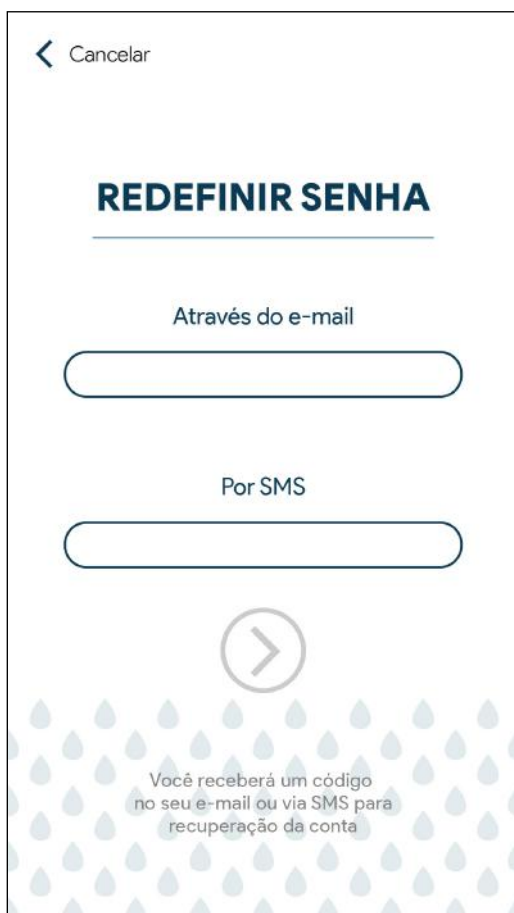 Cancelar
REDEFINIR SENHA
Através do e-mail
Por SMS
Você receberá um código
no seu e-mail ou via SMS para
recuperação da conta